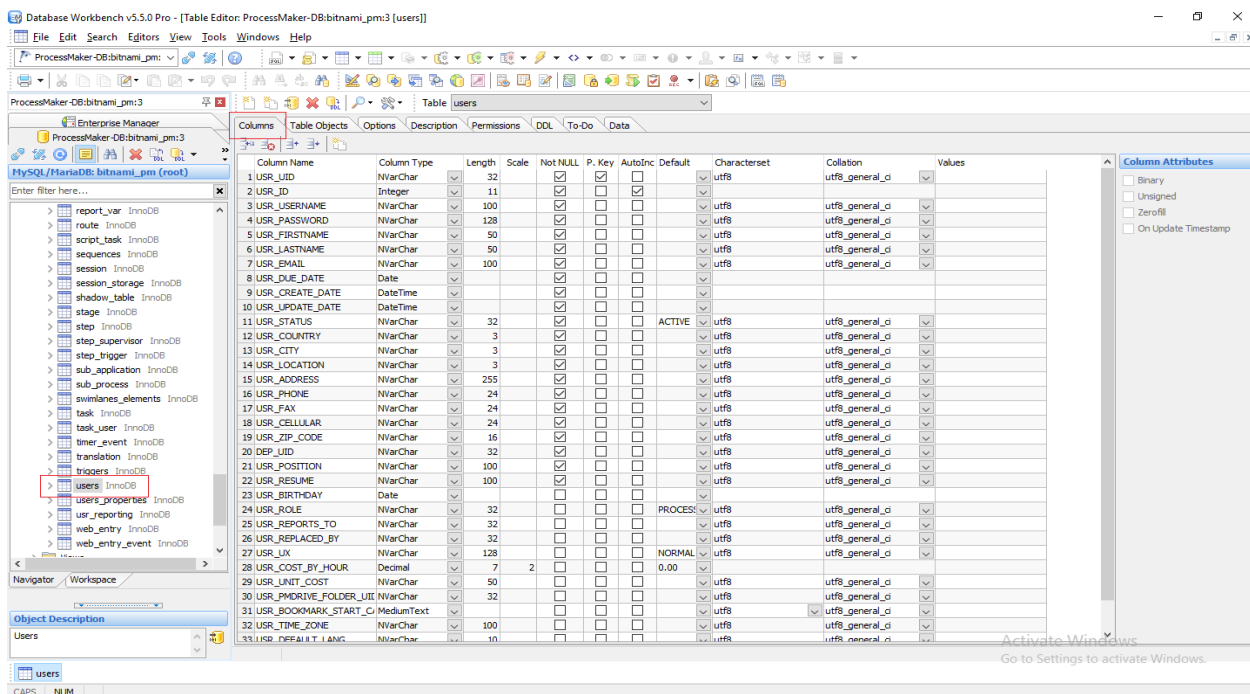 Database Workbench v5.5.0 Pro - [Table Editor: ProcessMaker-DB:bitnami_pm:3 [users]]
File Edit Search Editors View Tools Windows Help
ProcessMaker-DB:bitnami_pm:
ProcessMaker-DB:bitnami_pm:3
Table users
Enterprise Manager
ProcessMaker-DB:bitnami_pm:3
MySQL/MariaDB: bitnami_pm (root)
Enter filter here...
report_var InnoDB
route InnoDB
script_task InnoDB
sequences InnoDB
session InnoDB
session_storage InnoDB
shadow_table InnoDB
stage InnoDB
step InnoDB
step_supervisor InnoDB
step_trigger InnoDB
sub_application InnoDB
sub_process InnoDB
swimlanes_elements InnoDB
task InnoDB
task_user InnoDB
timer_event InnoDB
translation InnoDB
triggers InnoDB
users InnoDB
users_properties InnoDB
usr_reporting InnoDB
web_entry InnoDB
web_entry_event InnoDB
Views
Navigator Workspace
Object Description
Users
Columns Table Objects Options Description Permissions DDL To-Do Data
Column Name Column Type Length Scale Not NULL P. Key AutoInc Default Characterset Collation Values
1 USR_UID NVarChar 32 utf8 utf8_general_ci
2 USR_ID Integer 11
3 USR_USERNAME NVarChar 100 utf8 utf8_general_ci
4 USR_PASSWORD NVarChar 128 utf8 utf8_general_ci
5 USR_FIRSTNAME NVarChar 50 utf8 utf8_general_ci
6 USR_LASTNAME NVarChar 50 utf8 utf8_general_ci
7 USR_EMAIL NVarChar 100 utf8 utf8_general_ci
8 USR_DUE_DATE Date
9 USR_CREATE_DATE DateTime
10 USR_UPDATE_DATE DateTime
11 USR_STATUS NVarChar 32 ACTIVE utf8 utf8_general_ci
12 USR_COUNTRY NVarChar 3 utf8 utf8_general_ci
13 USR_CITY NVarChar 3 utf8 utf8_general_ci
14 USR_LOCATION NVarChar 3 utf8 utf8_general_ci
15 USR_ADDRESS NVarChar 255 utf8 utf8_general_ci
16 USR_PHONE NVarChar 24 utf8 utf8_general_ci
17 USR_FAX NVarChar 24 utf8 utf8_general_ci
18 USR_CELLULAR NVarChar 24 utf8 utf8_general_ci
19 USR_ZIP_CODE NVarChar 16 utf8 utf8_general_ci
20 DEP_UID NVarChar 32 utf8 utf8_general_ci
21 USR_POSITION NVarChar 100 utf8 utf8_general_ci
22 USR_RESUME NVarChar 100 utf8 utf8_general_ci
23 USR_BIRTHDAY Date
24 USR_ROLE NVarChar 32 PROCESS utf8 utf8_general_ci
25 USR_REPORTS_TO NVarChar 32 utf8 utf8_general_ci
26 USR_REPLACED_BY NVarChar 32 utf8 utf8_general_ci
27 USR_UX NVarChar 128 NORMAL utf8 utf8_general_ci
28 USR_COST_BY_HOUR Decimal 7 2 0.00
29 USR_UNIT_COST NVarChar 50 utf8 utf8_general_ci
30 USR_PMDRIVE_FOLDER_UID NVarChar 32 utf8 utf8_general_ci
31 USR_BOOKMARK_START_CA MediumText utf8 utf8_general_ci
32 USR_TIME_ZONE NVarChar 100 utf8 utf8_general_ci
33 USR_DEFAULT_LANG NVarChar 10 utf8 utf8_general_ci
Column Attributes
Binary
Unsigned
Zerofill
On Update Timestamp
Activate Windows
Go to Settings to activate Windows.
users
CAPS NUM